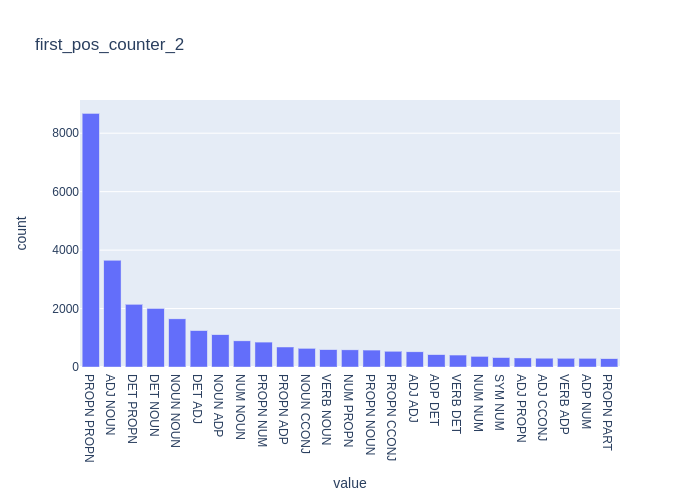 first_pos_counter_2
8000
6000
4000
2000
0
count
PROPN PROPN
ADJ NOUN
DET PROPN
DET NOUN
NOUN NOUN
DET ADJ
NOUN ADP
NUM NOUN
PROPN NUM
PROPN ADP
NOUN CCONJ
VERB NOUN
NUM PROPN
PROPN NOUN
PROPN CCONJ
ADJ ADJ
ADP DET
VERB DET
NUM NUM
SYM NUM
ADJ PROPN
ADJ CCONJ
VERB ADP
ADP NUM
PROPN PART
value